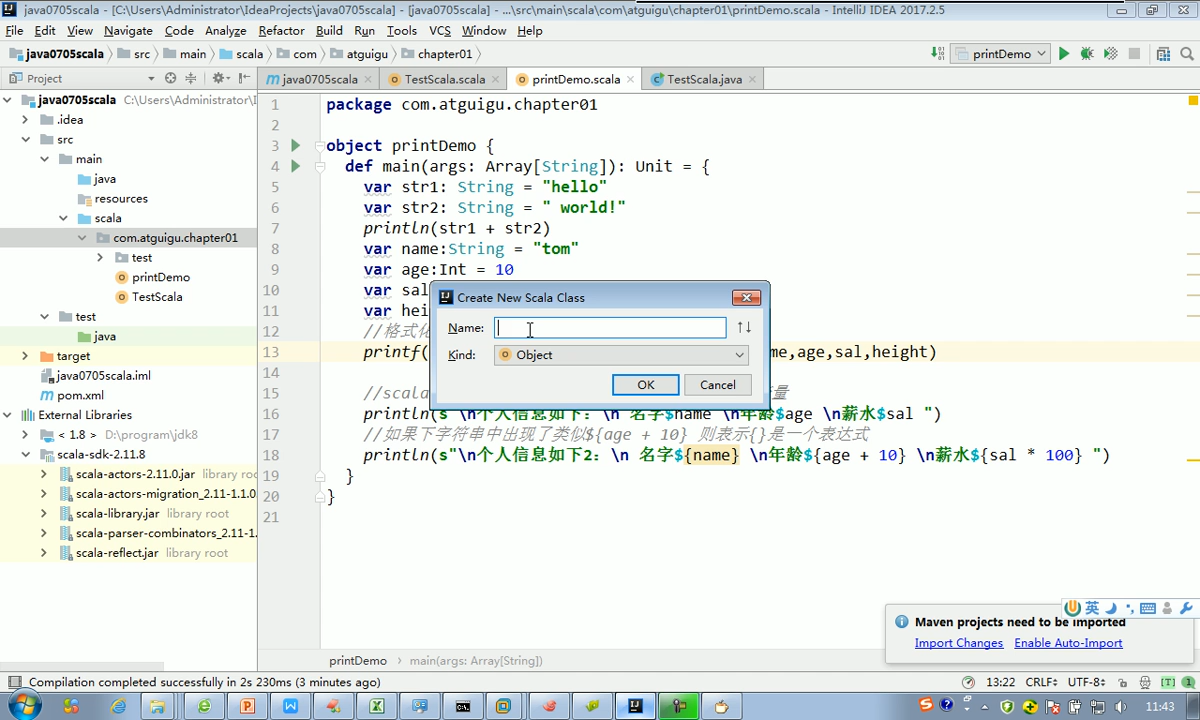 java0705scala - [C:\Users\Administrator\IdeaProjects\java0705scala] - [java0705scala] - ...\src\main\scala\com\atguigu\chapter01\printDemo.scala - IntelliJ IDEA 2017.2.5
File Edit View Navigate Code Analyze Refactor Build Run Tools VCS Window Help
java0705scala src main scala com atguigu chapter01 printDemo
Project
java0705scala TestScala.scala printDemo.scala TestScala.java
java0705scala C:\Users\Administrator\I
.idea
src
main
java
resources
scala
com.atguigu.chapter01
test
printDemo
TestScala
test
java
target
java0705scala.iml
pom.xml
External Libraries
< 1.8 > D:\program\jdk8
scala-sdk-2.11.8
scala-actors-2.11.0.jar library roo
scala-actors-migration_2.11-1.1.0
scala-library.jar library root
scala-parser-combinators_2.11-1.
scala-reflect.jar library root
1 package com.atguigu.chapter01
2
3 object printDemo {
4 def main(args: Array[String]): Unit = {
5 var str1: String = "hello"
6 var str2: String = " world!"
7 println(str1 + str2)
8 var name:String = "tom"
9 var age:Int = 10
10 var sal
11 var hei
12 //格式化
13 printf( me,age,sal,height)
14
15 //scala 量
16 println(s"\n个人信息如下：\n 名字$name \n年龄$age \n薪水$sal ")
17 //如果下字符串中出现了类似${age + 10} 则表示{}是一个表达式
18 println(s"\n个人信息如下2：\n 名字${name} \n年龄${age + 10} \n薪水${sal * 100} ")
19 }
20 }
21
Create New Scala Class
Name:
Kind: Object
OK Cancel
英
Maven projects need to be imported
Import Changes Enable Auto-Import
printDemo main(args: Array[String])
Compilation completed successfully in 2s 230ms (3 minutes ago) 13:22 CRLF÷ UTF-8÷ [T] 1
11:43